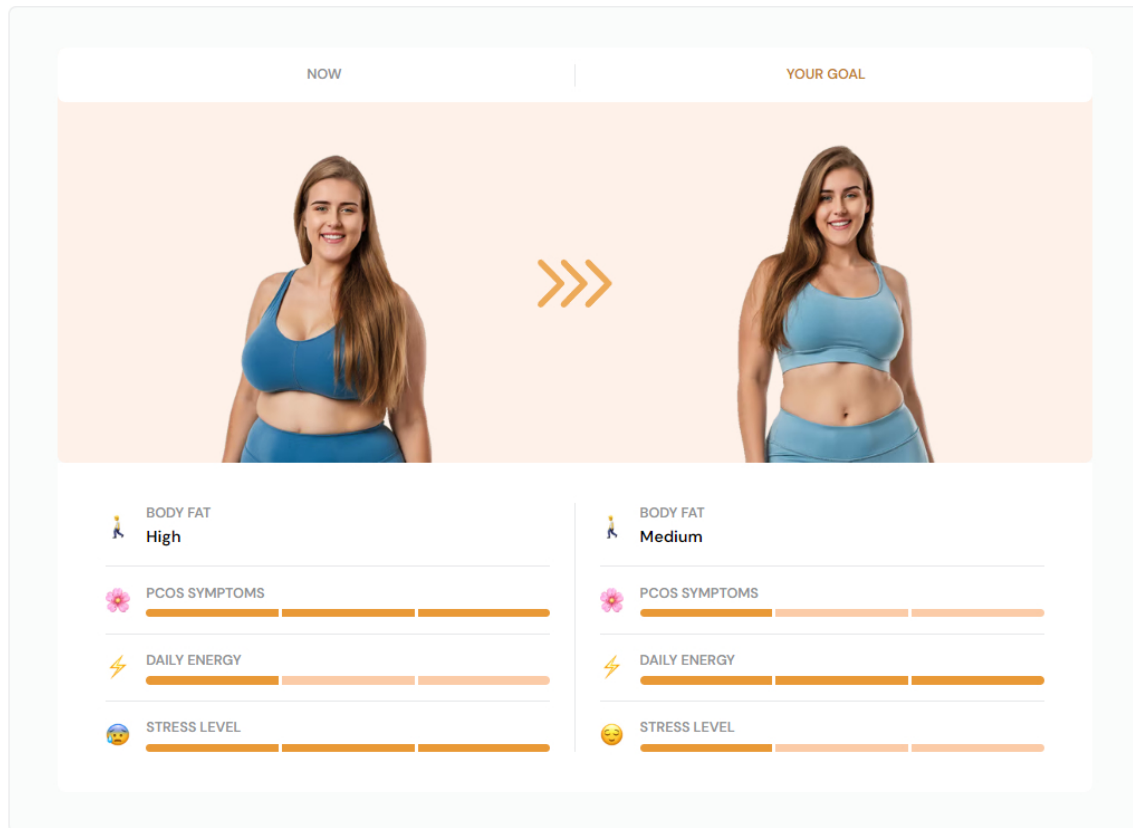 NOW
YOUR GOAL
BODY FAT
High
PCOS SYMPTOMS
DAILY ENERGY
STRESS LEVEL
BODY FAT
Medium
PCOS SYMPTOMS
DAILY ENERGY
STRESS LEVEL